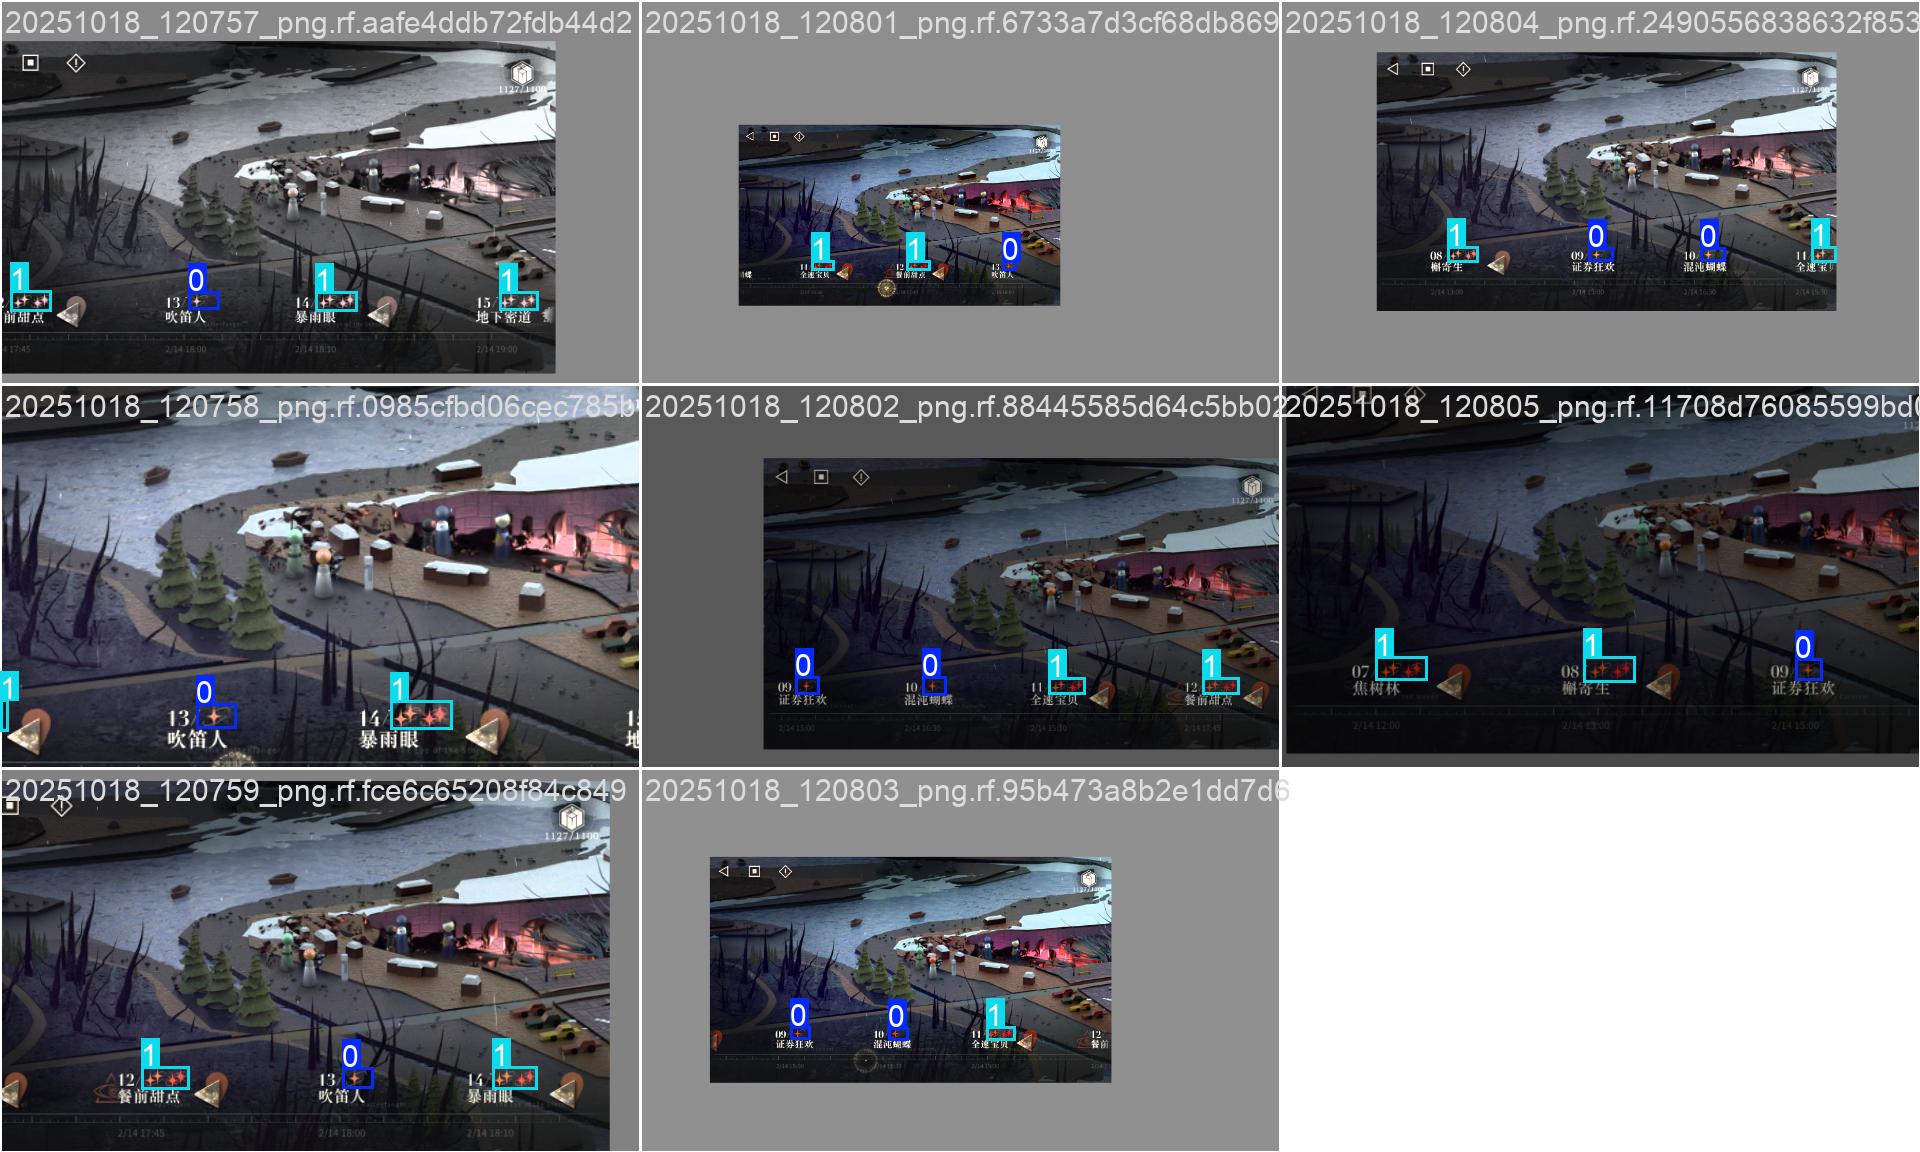 20251018_120757_png.rf.aafe4ddb72fdb44d2
1127/1100
1
0
1
1
前甜点
13/
吹笛人
14/
暴雨眼
15/
地下密道
17:45
2/14 18:00
2/14 18:10
2/14 19:00
20251018_120801_png.rf.6733a7d3cf68db869
1
1
0
11
全速宝贝
12
餐前甜点
13
吹笛人
20251018_120804_png.rf.2490556838632f853
1127/1100
1
0
0
1
08/
槲寄生
09/
证券狂欢
10/
混沌蝴蝶
11/
全速宝贝
2/14 13:00
2/14 15:00
2/14 16:30
20251018_120758_png.rf.0985cfbd06cec785b
1
0
1
13/
吹笛人
14/
暴雨眼
20251018_120802_png.rf.88445585d64c5bb02
1127/1100
0
0
1
1
09
证券狂欢
10
混沌蝴蝶
11
全速宝贝
12
餐前甜点
2/14 15:00
2/14 16:30
2/14 17:45
20251018_120805_png.rf.11708d76085599bd0
1
1
0
07
焦树林
08
槲寄生
09
证券狂欢
2/14 12:00
2/14 13:00
2/14 15:00
20251018_120759_png.rf.fce6c65208f84c849
1127/1100
1
0
1
12/
餐前甜点
13/
吹笛人
14
暴雨眼
2/14 17:45
2/14 18:00
2/14 18:10
20251018_120803_png.rf.95b473a8b2e1dd7d6
1127/1100
0
0
1
09
证券狂欢
10
混沌蝴蝶
11
全速宝贝
12
餐前